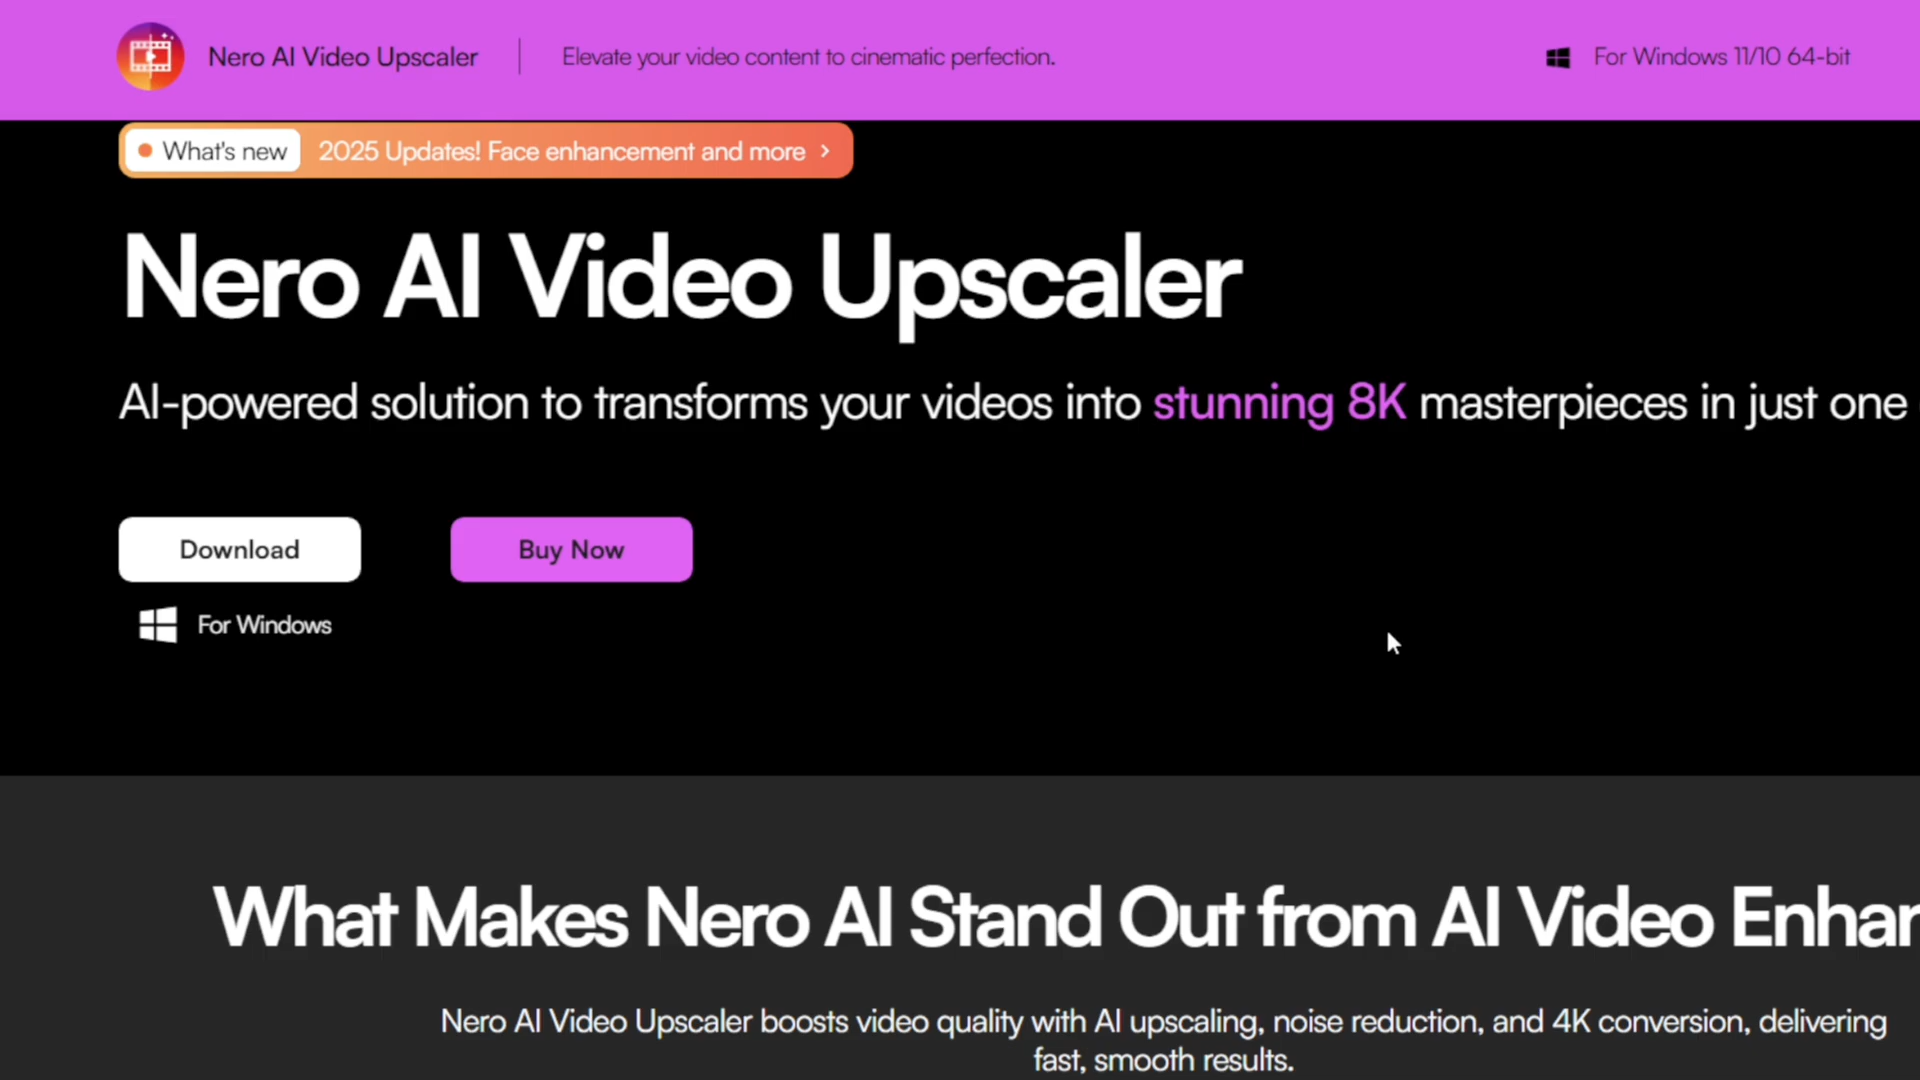 Nero AI Video Upscaler
Elevate your video content to cinematic perfection.
For Windows 11/10 64-bit
What's new
2025 Updates! Face enhancement and more
Nero AI Video Upscaler
AI-powered solution to transforms your videos into stunning 8K masterpieces in just one
Download
Buy Now
For Windows
What Makes Nero AI Stand Out from AI Video Enhan
Nero AI Video Upscaler boosts video quality with AI upscaling, noise reduction, and 4K conversion, delivering
fast, smooth results.